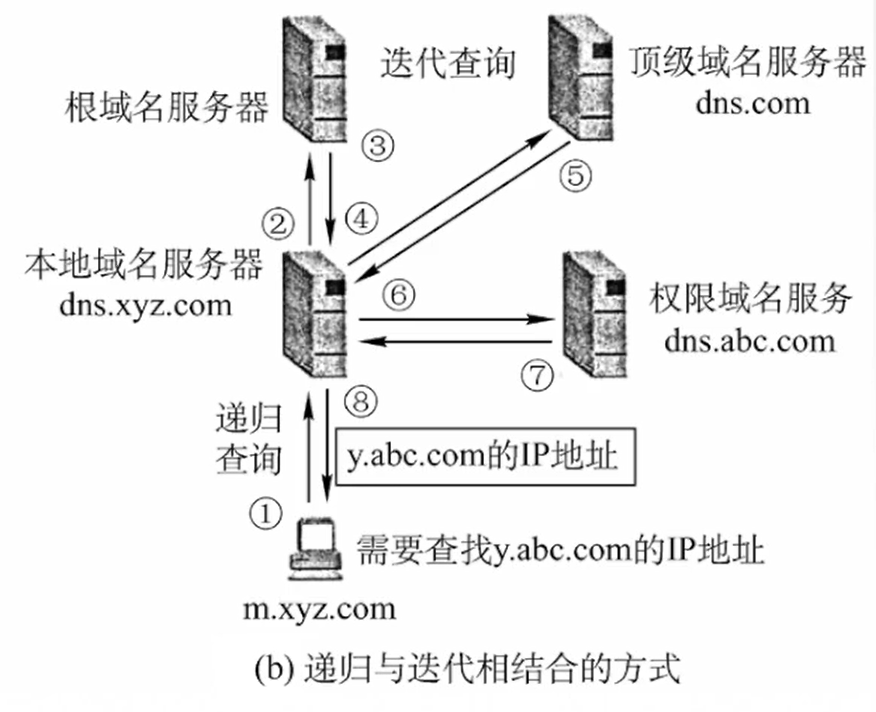 迭代查询
顶级域名服务器
dns.com
根域名服务器
③
⑤
②
④
本地域名服务器
dns.xyz.com
⑥
权限域名服务
dns.abc.com
⑦
⑧
递归
查询
y.abc.com的IP地址
①
需要查找y.abc.com的IP地址
m.xyz.com
(b) 递归与迭代相结合的方式